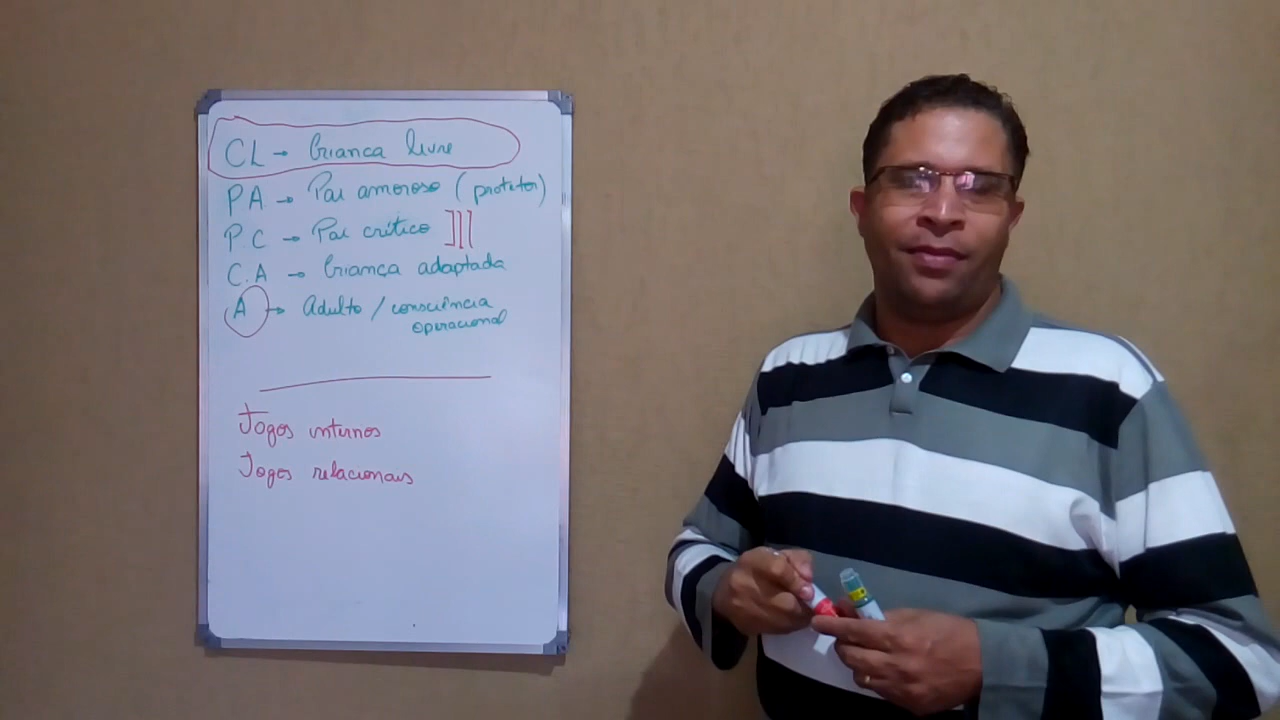 CL → Criança livre
PA → Pai amoroso (protetor)
P.C → Pai crítico
C.A → Criança adaptada
A → Adulto / consciência
operacional
Jogos internos
Jogos relacionais